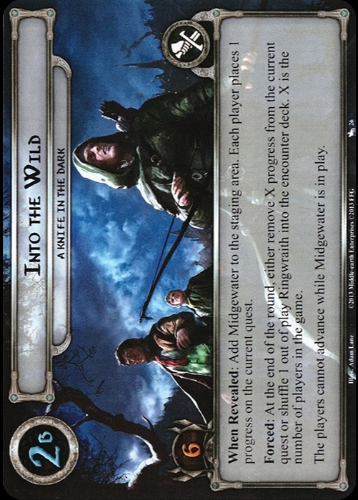 2B
INTO THE WILD
A KNIFE IN THE DARK
6
When Revealed: Add Midgewater to the staging area. Each player places 1
progress on the current quest.
Forced: At the end of the round, either remove X progress from the current
quest or shuffle 1 out of play Ringwraith into the encounter deck. X is the
number of players in the game.
The players cannot advance while Midgewater is in play.
Illus. Adam Lane
©2013 Middle-earth Enterprises ©2013 FFG
26